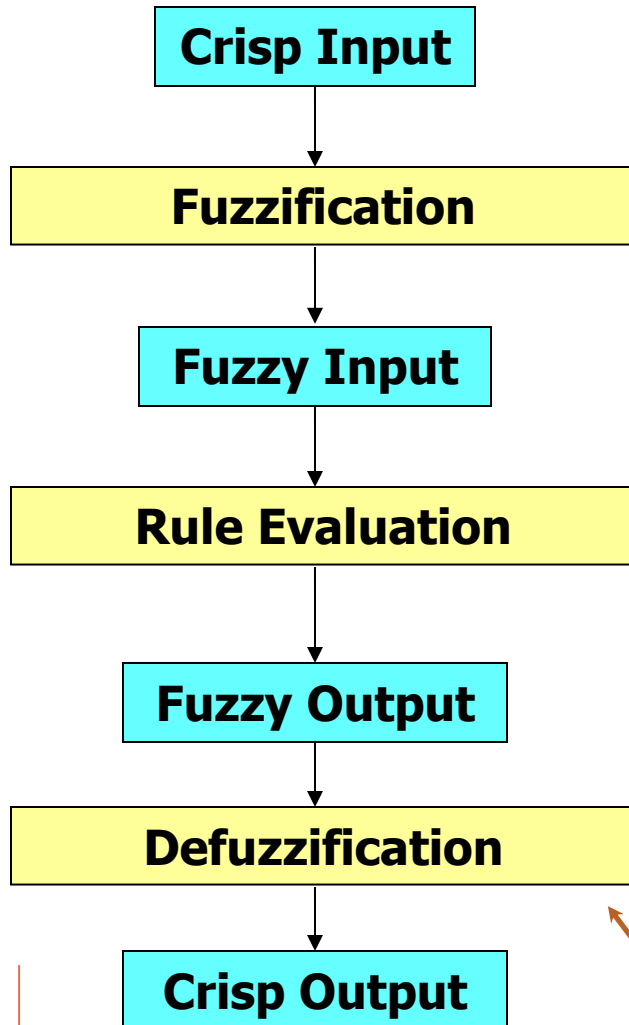 Crisp Input
Fuzzification
Fuzzy Input
Rule Evaluation
Fuzzy Output
Defuzzification
Crisp Output